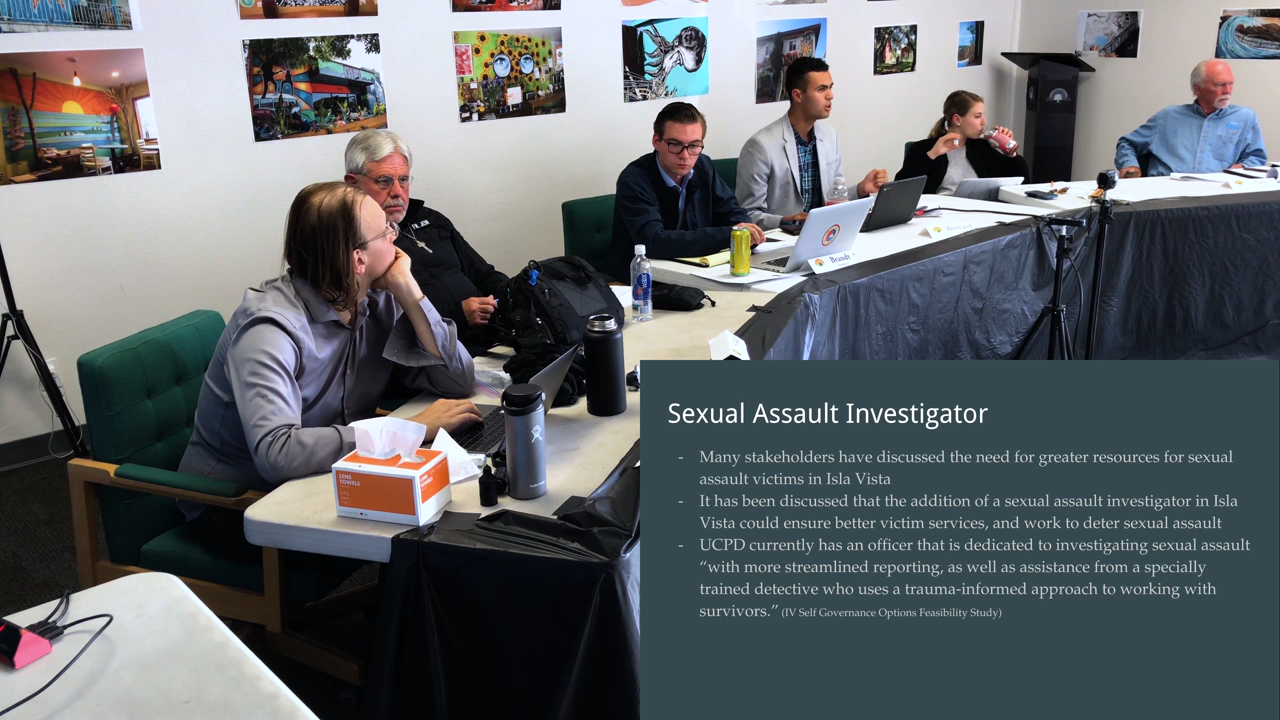 FR. JON
Brandt
LENS
TOWELS
Sexual Assault Investigator
- Many stakeholders have discussed the need for greater resources for sexual
assault victims in Isla Vista
- It has been discussed that the addition of a sexual assault investigator in Isla
Vista could ensure better victim services, and work to deter sexual assault
- UCPD currently has an officer that is dedicated to investigating sexual assault
“with more streamlined reporting, as well as assistance from a specially
trained detective who uses a trauma-informed approach to working with
survivors.” (IV Self Governance Options Feasibility Study)